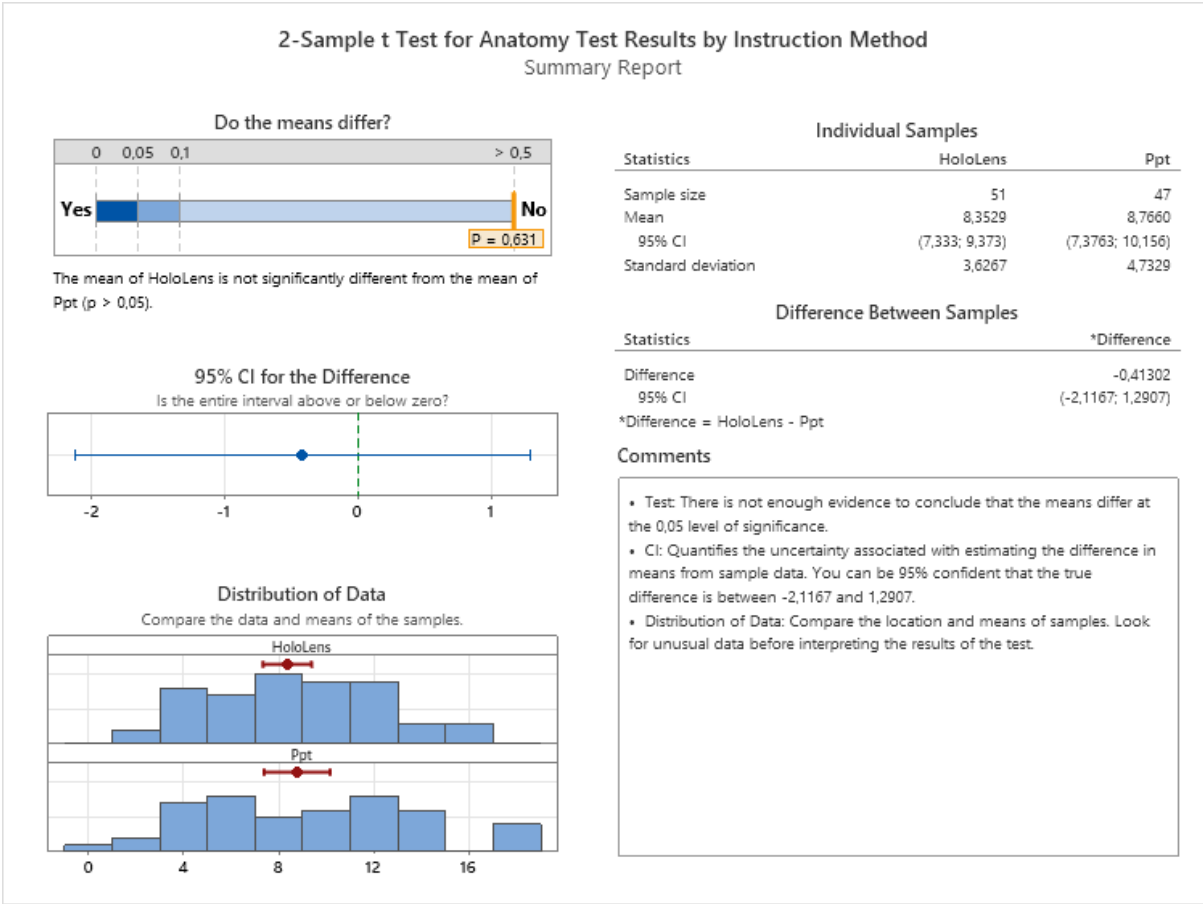 2-Sample t Test for Anatomy Test Results by Instruction Method
Summary Report
Do the means differ?
0 0,05 0,1 > 0,5
Yes No
P = 0,631
The mean of HoloLens is not significantly different from the mean of
Ppt (p > 0,05).
95% CI for the Difference
Is the entire interval above or below zero?
-2 -1 0 1
Distribution of Data
Compare the data and means of the samples.
HoloLens
Ppt
0 4 8 12 16
Individual Samples
Statistics HoloLens Ppt
Sample size 51 47
Mean 8,3529 8,7660
95% CI (7,333; 9,373) (7,3763; 10,156)
Standard deviation 3,6267 4,7329
Difference Between Samples
Statistics *Difference
Difference -0,41302
95% CI (-2,1167; 1,2907)
*Difference = HoloLens - Ppt
Comments
• Test: There is not enough evidence to conclude that the means differ at
the 0,05 level of significance.
• CI: Quantifies the uncertainty associated with estimating the difference in
means from sample data. You can be 95% confident that the true
difference is between -2,1167 and 1,2907.
• Distribution of Data: Compare the location and means of samples. Look
for unusual data before interpreting the results of the test.